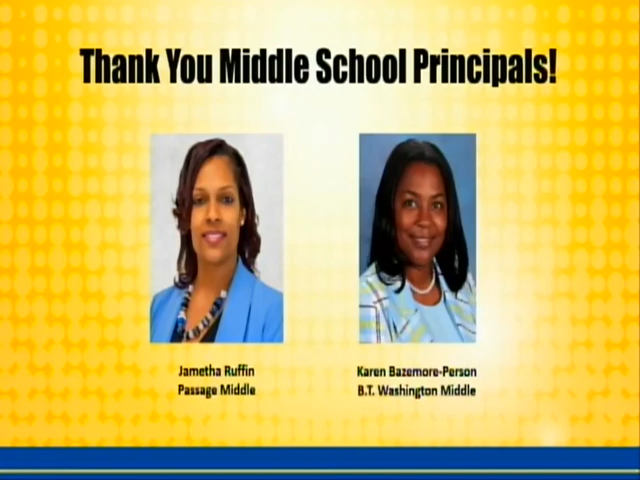 Thank You Middle School Principals!
Jametha Ruffin
Passage Middle
Karen Bazemore-Person
B.T. Washington Middle